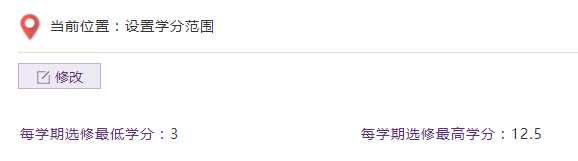 当前位置：设置学分范围
修改
每学期选修最低学分：3 每学期选修最高学分：12.5